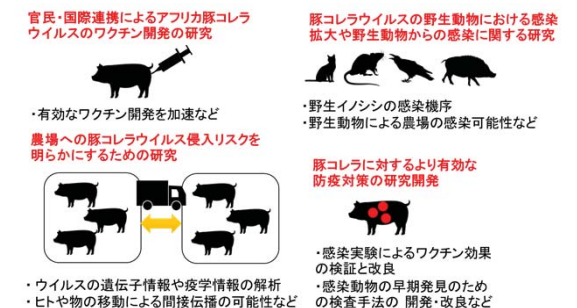 官民・国際連携によるアフリカ豚コレラ
ウイルスのワクチン開発の研究
・有効なワクチン開発を加速など
農場への豚コレラウイルス侵入リスクを
明らかにするための研究
・ウイルスの遺伝子情報や疫学情報の解析
・ヒトや物の移動による間接伝播の可能性など
豚コレラウイルスの野生動物における感染
拡大や野生動物からの感染に関する研究
・野生イノシシの感染機序
・野生動物による農場の感染可能性など
豚コレラに対するより有効な
防疫対策の研究開発
・感染実験によるワクチン効果
の検証と改良
・感染動物の早期発見のため
の検査手法の 開発・改良など